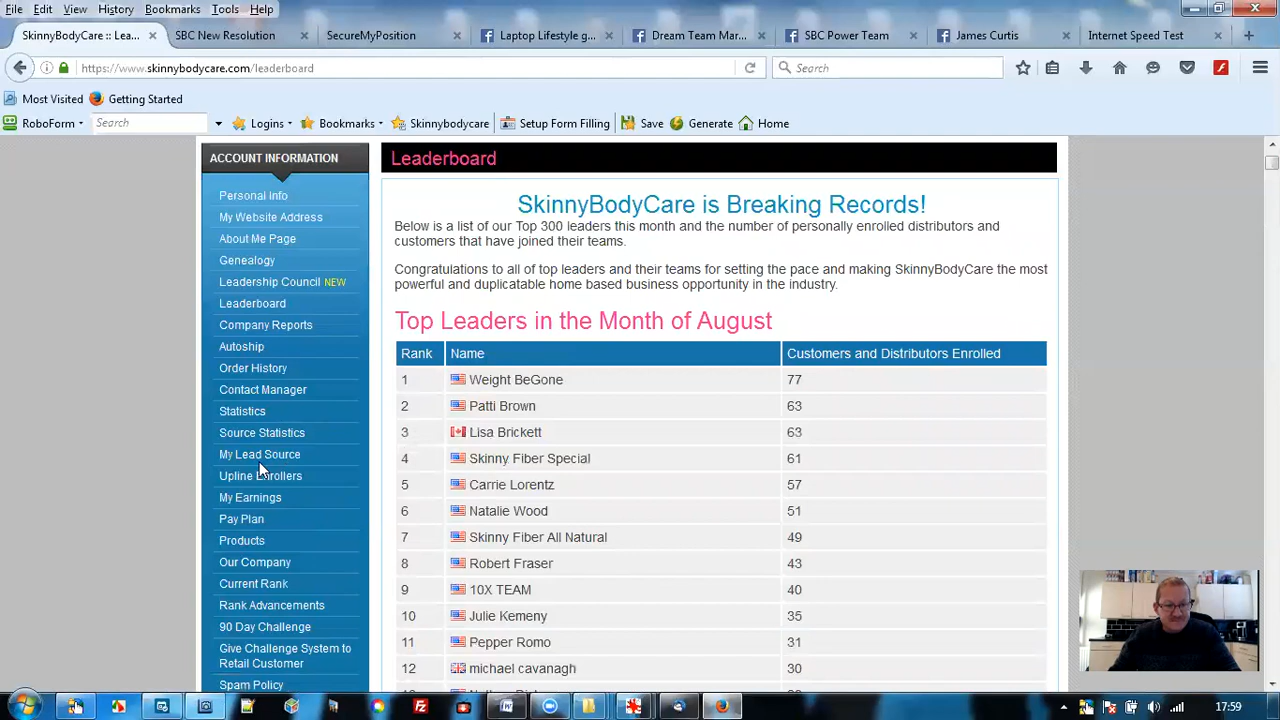 File Edit View History Bookmarks Tools Help
SkinnyBodyCare :: Lea... SBC New Resolution SecureMyPosition Laptop Lifestyle g... Dream Team Mar... SBC Power Team James Curtis Internet Speed Test
https://www.skinnybodycare.com/leaderboard Search
Most Visited Getting Started
RoboForm Search Logins Bookmarks Skinnybodycare Setup Form Filling Save Generate Home
ACCOUNT INFORMATION
Personal Info
My Website Address
About Me Page
Genealogy
Leadership Council NEW
Leaderboard
Company Reports
Autoship
Order History
Contact Manager
Statistics
Source Statistics
My Lead Source
Upline Enrollers
My Earnings
Pay Plan
Products
Our Company
Current Rank
Rank Advancements
90 Day Challenge
Give Challenge System to
Retail Customer
Spam Policy
Leaderboard
SkinnyBodyCare is Breaking Records!
Below is a list of our Top 300 leaders this month and the number of personally enrolled distributors and
customers that have joined their teams.
Congratulations to all of top leaders and their teams for setting the pace and making SkinnyBodyCare the most
powerful and duplicatable home based business opportunity in the industry.
Top Leaders in the Month of August
Rank Name Customers and Distributors Enrolled
1 Weight BeGone 77
2 Patti Brown 63
3 Lisa Brickett 63
4 Skinny Fiber Special 61
5 Carrie Lorentz 57
6 Natalie Wood 51
7 Skinny Fiber All Natural 49
8 Robert Fraser 43
9 10X TEAM 40
10 Julie Kemeny 35
11 Pepper Romo 31
12 michael cavanagh 30
17:59